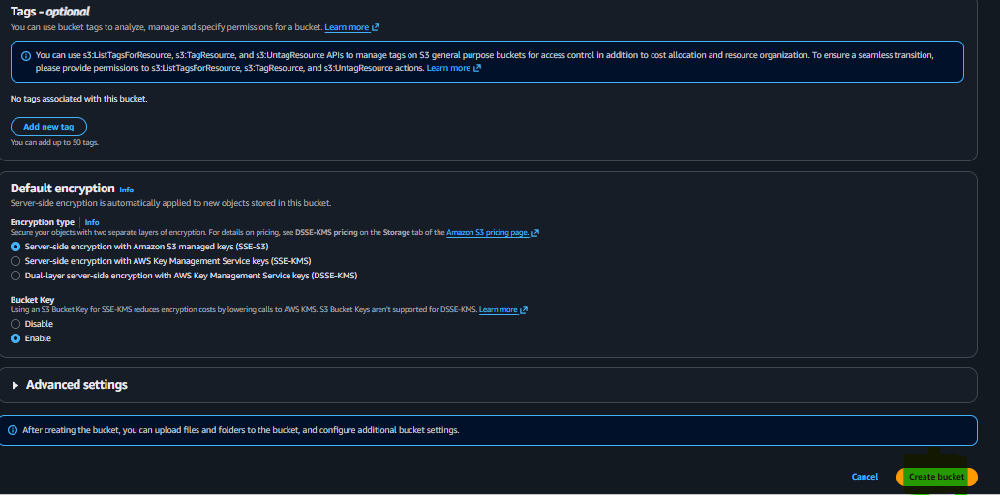 Tags - optional
You can use bucket tags to analyze, manage and specify permissions for a bucket. Learn more
You can use s3:ListTagsForResource, s3:TagResource, and s3:UntagResource APIs to manage tags on S3 general purpose buckets for access control in addition to cost allocation and resource organization. To ensure a seamless transition,
please provide permissions to s3:ListTagsForResource, s3:TagResource, and s3:UntagResource actions. Learn more
No tags associated with this bucket.
Add new tag
You can add up to 50 tags.
Default encryption Info
Server-side encryption is automatically applied to new objects stored in this bucket.
Encryption type Info
Secure your objects with two separate layers of encryption. For details on pricing, see DSSE-KMS pricing on the Storage tab of the Amazon S3 pricing page.
Server-side encryption with Amazon S3 managed keys (SSE-S3)
Server-side encryption with AWS Key Management Service keys (SSE-KMS)
Dual-layer server-side encryption with AWS Key Management Service keys (DSSE-KMS)
Bucket Key
Using an S3 Bucket Key for SSE-KMS reduces encryption costs by lowering calls to AWS KMS. S3 Bucket Keys aren't supported for DSSE-KMS. Learn more
Disable
Enable
Advanced settings
After creating the bucket, you can upload files and folders to the bucket, and configure additional bucket settings.
Cancel Create bucket